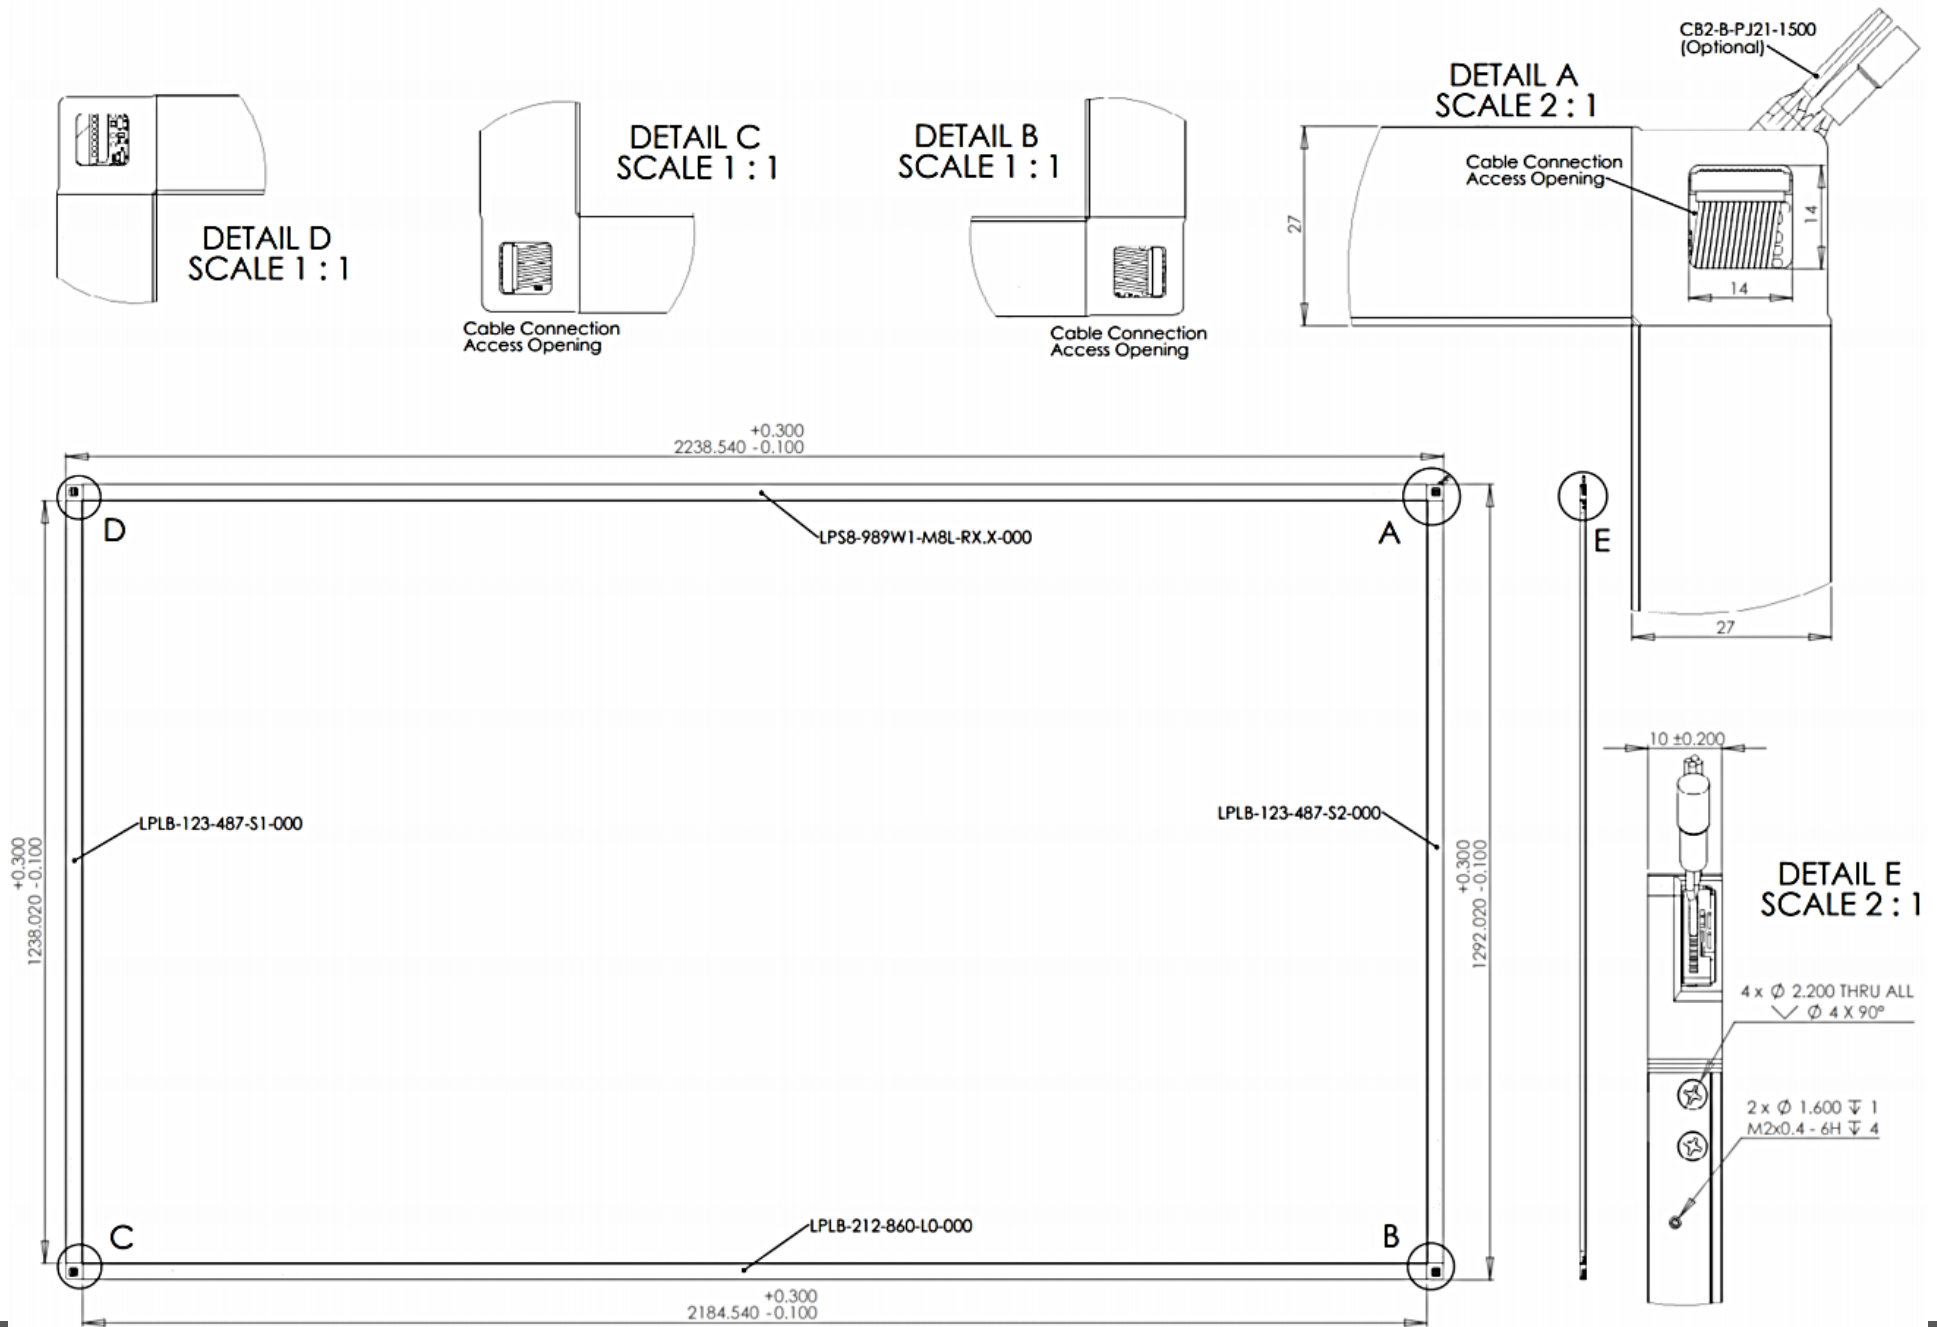 CB2-B-PJ21-1500
(Optional)
DETAIL A
SCALE 2 : 1
DETAIL C
SCALE 1 : 1
DETAIL B
SCALE 1 : 1
Cable Connection
Access Opening
27
14
14
DETAIL D
SCALE 1 : 1
Cable Connection
Access Opening
Cable Connection
Access Opening
+0.300
2238.540 -0.100
D
A
E
LPS8-989W1-M8L-RX.X-000
27
10 ±0.200
LPLB-123-487-S1-000
LPLB-123-487-S2-000
+0.300
1238.020 -0.100
+0.300
1292.020 -0.100
DETAIL E
SCALE 2 : 1
4 x Ø 2.200 THRU ALL
⌵ Ø 4 X 90°
2 x Ø 1.600 ↧ 1
M2x0.4 - 6H ↧ 4
C
B
LPLB-212-860-L0-000
+0.300
2184.540 -0.100